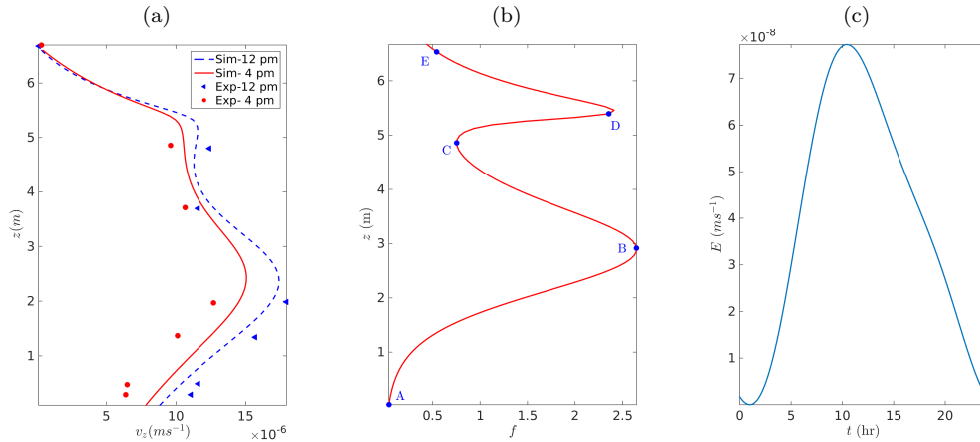 (a)
(b)
(c)
Sim-12 pm
Sim- 4 pm
Exp-12 pm
Exp- 4 pm
6
5
4
3
2
1
z(m)
5
10
15
v_z(ms^{-1})
×10^{-6}
6
5
4
3
2
1
z (m)
E
D
C
B
A
0.5
1
1.5
2
2.5
f
×10^{-8}
7
6
5
4
3
2
1
E (ms^{-1})
0
5
10
15
20
t (hr)